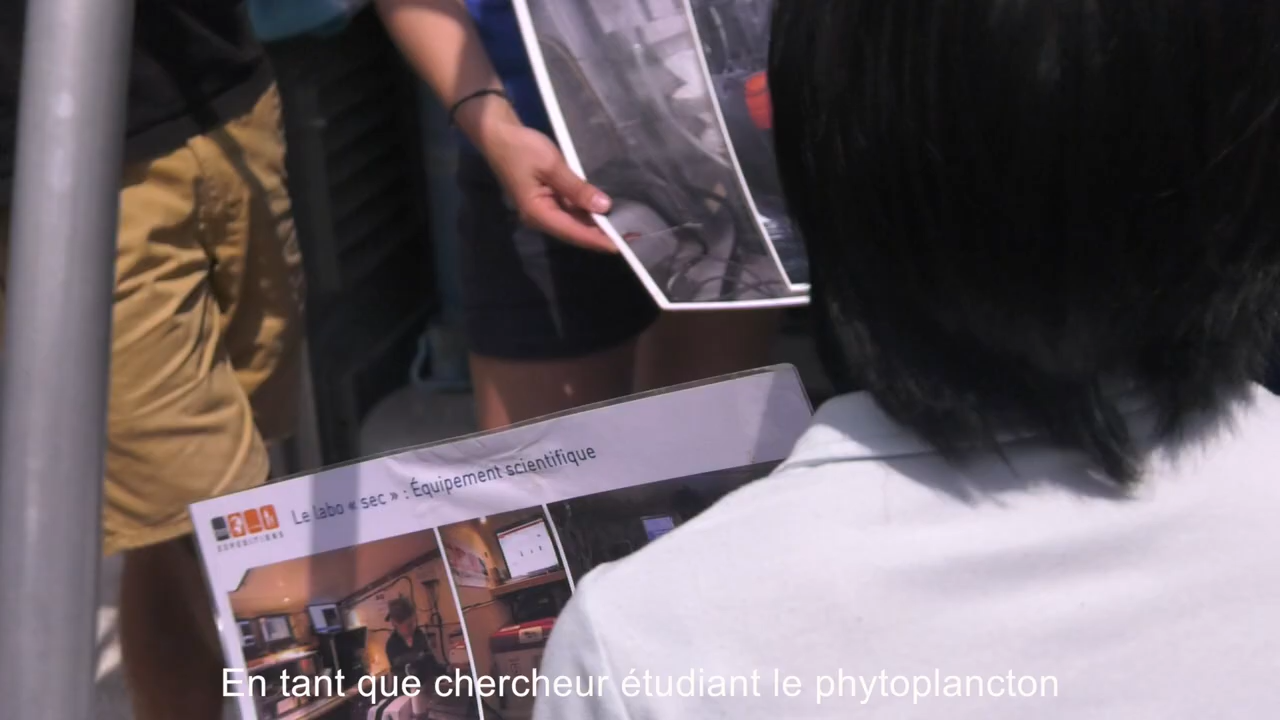 Le labo « sec » : Équipement scientifique
EXPEDITIONS
En tant que chercheur étudiant le phytoplancton